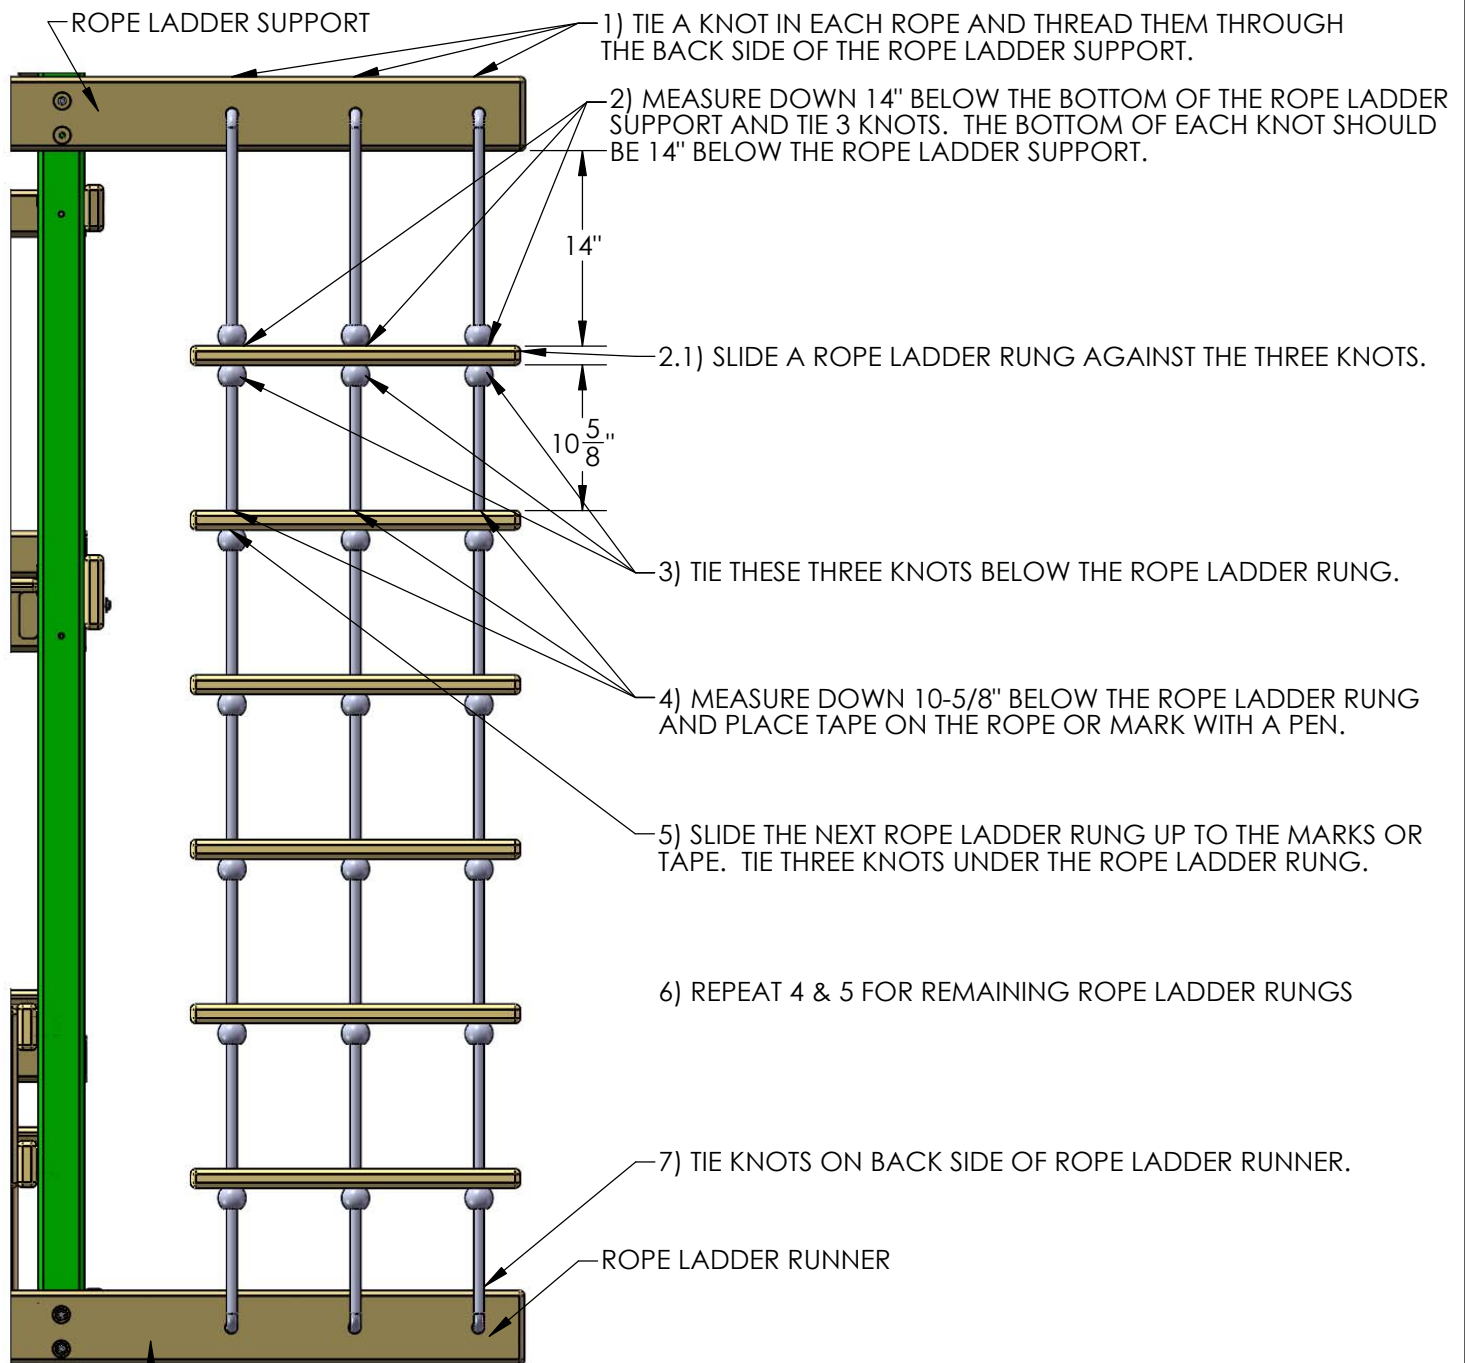 ROPE LADDER SUPPORT
1) TIE A KNOT IN EACH ROPE AND THREAD THEM THROUGH
THE BACK SIDE OF THE ROPE LADDER SUPPORT.
2) MEASURE DOWN 14" BELOW THE BOTTOM OF THE ROPE LADDER
SUPPORT AND TIE 3 KNOTS.  THE BOTTOM OF EACH KNOT SHOULD
BE 14" BELOW THE ROPE LADDER SUPPORT.
14"
2.1) SLIDE A ROPE LADDER RUNG AGAINST THE THREE KNOTS.
10 5/8"
3) TIE THESE THREE KNOTS BELOW THE ROPE LADDER RUNG.
4) MEASURE DOWN 10-5/8" BELOW THE ROPE LADDER RUNG
AND PLACE TAPE ON THE ROPE OR MARK WITH A PEN.
5) SLIDE THE NEXT ROPE LADDER RUNG UP TO THE MARKS OR
TAPE.  TIE THREE KNOTS UNDER THE ROPE LADDER RUNG.
6) REPEAT 4 & 5 FOR REMAINING ROPE LADDER RUNGS
7) TIE KNOTS ON BACK SIDE OF ROPE LADDER RUNNER.
ROPE LADDER RUNNER